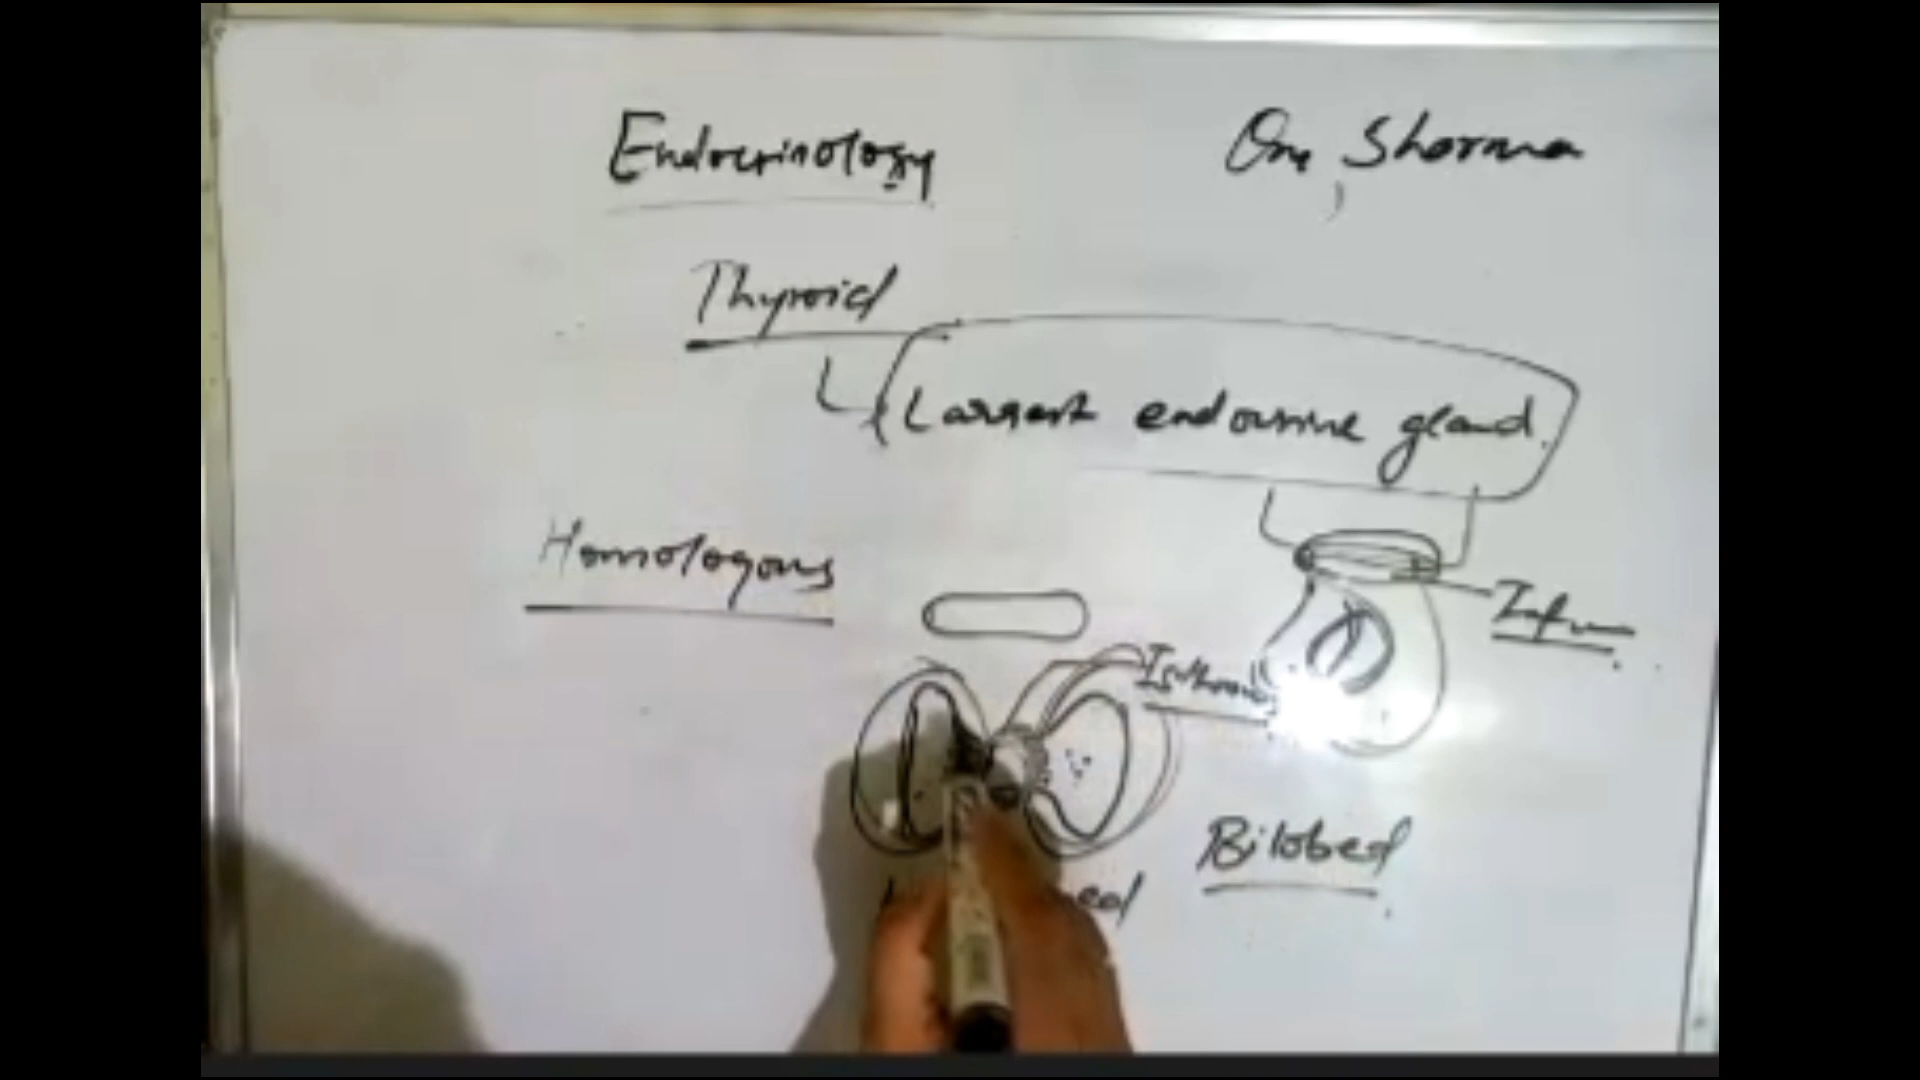 Endocrinology
Om Sharma
Thyroid
Largest endocrine gland.
Homologous
Isthmus
Bilobed